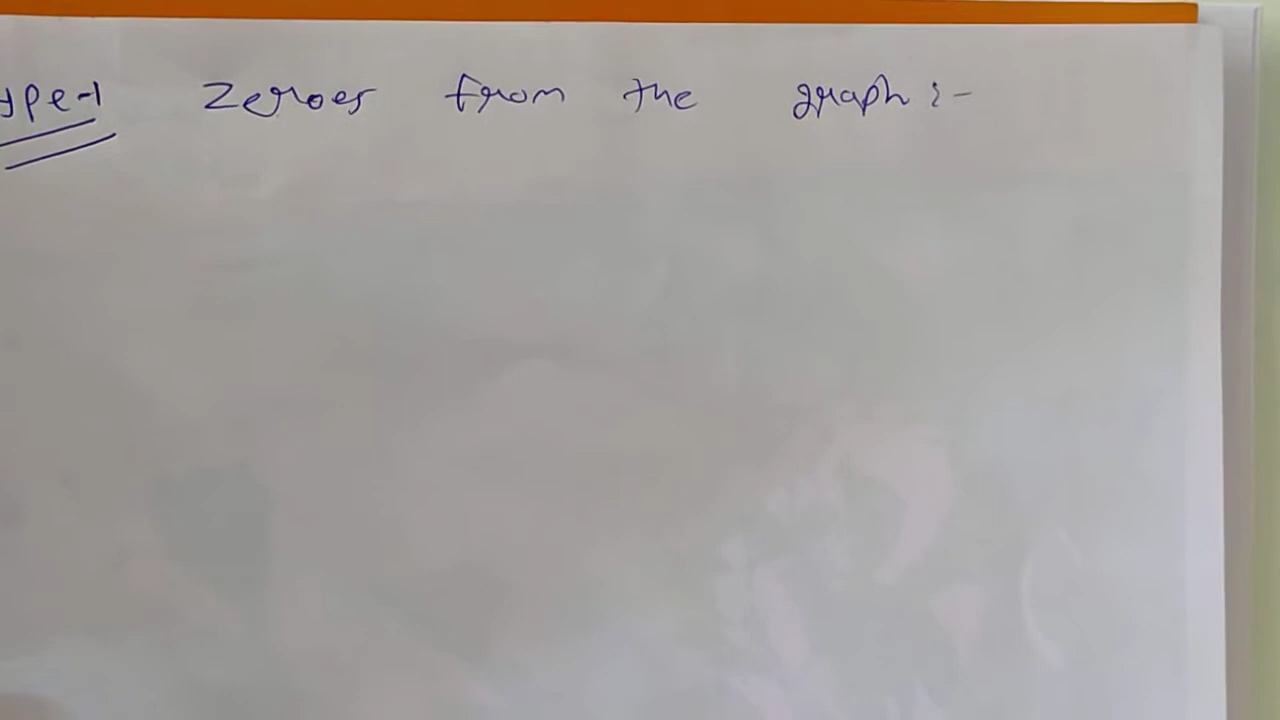 ype-1 Zeroes from the graph :-